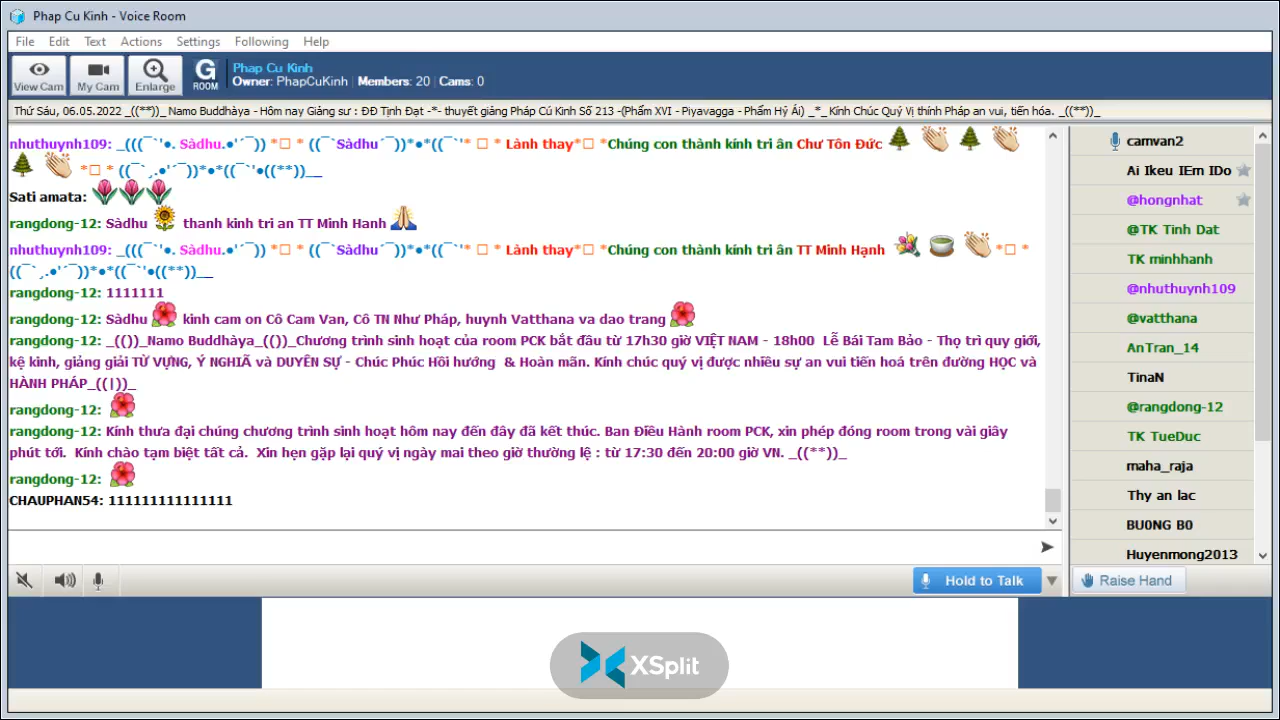 Phap Cu Kinh - Voice Room
File Edit Text Actions Settings Following Help
View Cam My Cam Enlarge G ROOM
Phap Cu Kinh
Owner: PhapCuKinh | Members: 20 | Cams: 0
Thứ Sáu, 06.05.2022 _((**))_ Namo Buddhàya - Hôm nay Giảng sư : ĐĐ Tịnh Đạt -*- thuyết giảng Pháp Cú Kinh Số 213 -(Phẩm XVI - Piyavagga - Phẩm Hỷ Ái) _*_ Kính Chúc Quý Vị thính Pháp an vui, tiến hóa. _((**))_
nhuthuynh109: _(((¯`'•. Sàdhu.•'´¯)) *□ * ((¯`Sàdhu´¯))*•*((¯`'* □ * Lành thay*□ *Chúng con thành kính tri ân Chư Tôn Đức 🌲 👏 🌲 👏
🌲 👏 *□ * ((¯`¸.•'´¯))*•*((¯`'•((**))__
Sati amata: 🌷🌷🌷
rangdong-12: Sàdhu 🌻 thanh kinh tri an TT Minh Hanh 🙏
nhuthuynh109: _(((¯`'•. Sàdhu.•'´¯)) *□ * ((¯`Sàdhu´¯))*•*((¯`'* □ * Lành thay*□ *Chúng con thành kính tri ân TT Minh Hạnh 💐 🍵 👏 *□ *
((¯`¸.•'´¯))*•*((¯`'•((**))__
rangdong-12: 1111111
rangdong-12: Sàdhu 🌺 kinh cam on Cô Cam Van, Cô TN Như Pháp, huynh Vatthana va dao trang 🌺
rangdong-12: _(())_Namo Buddhàya_(())_Chương trình sinh hoạt của room PCK bắt đầu từ 17h30 giờ VIỆT NAM - 18h00 Lễ Bái Tam Bảo - Thọ trì quy giới,
kệ kinh, giảng giải TỪ VỰNG, Ý NGHĨA và DUYÊN SỰ - Chúc Phúc Hồi hướng & Hoàn mãn. Kính chúc quý vị được nhiều sự an vui tiến hoá trên đường HỌC và
HÀNH PHÁP_((|))_
rangdong-12: 🌺
rangdong-12: Kính thưa đại chúng chương trình sinh hoạt hôm nay đến đây đã kết thúc. Ban Điều Hành room PCK, xin phép đóng room trong vài giây
phút tới. Kính chào tạm biệt tất cả. Xin hẹn gặp lại quý vị ngày mai theo giờ thường lệ : từ 17:30 đến 20:00 giờ VN. _((**))_
rangdong-12: 🌺
CHAUPHAN54: 111111111111111
camvan2
Ai lkeu IEm IDo
@hongnhat
@TK Tinh Dat
TK minhhanh
@nhuthuynh109
@vatthana
AnTran_14
TinaN
@rangdong-12
TK TueDuc
maha_raja
Thy an lac
BU0NG B0
Huyenmong2013
Hold to Talk
Raise Hand
XSplit